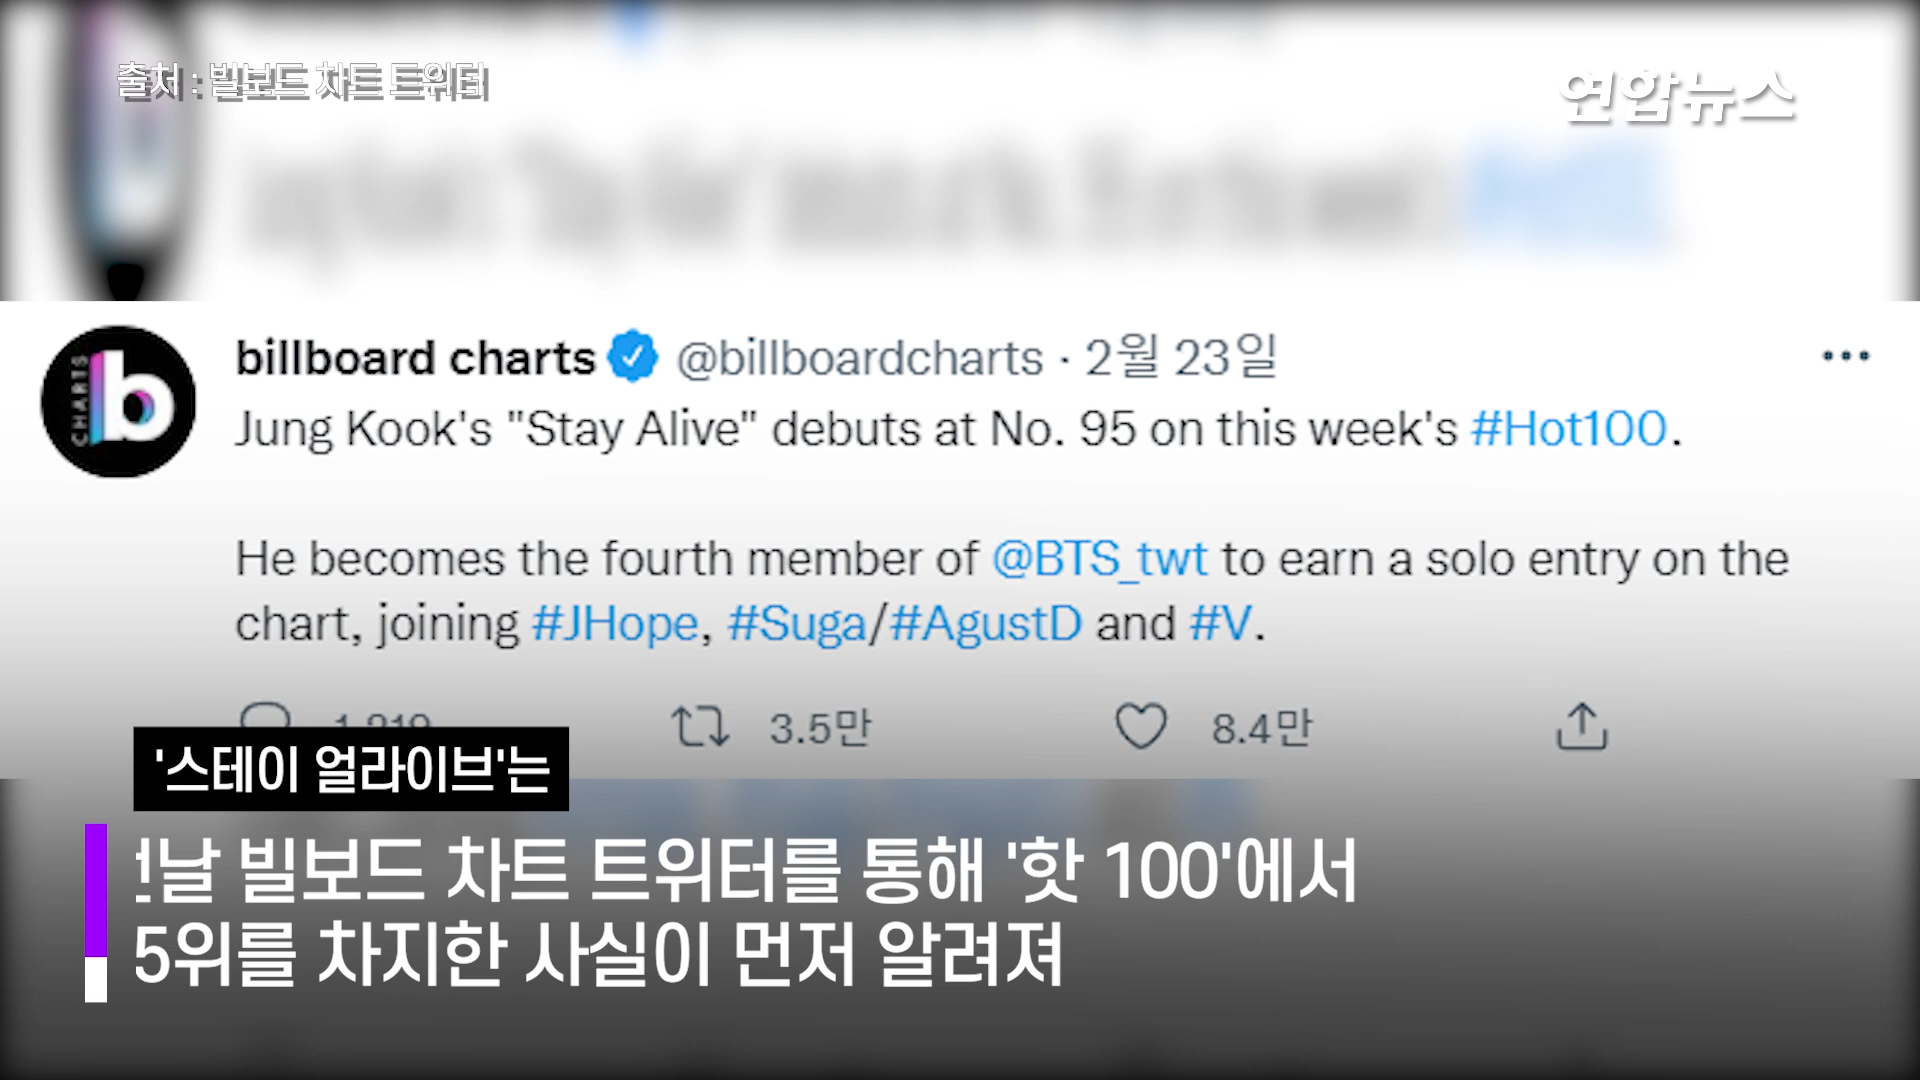 출처 : 빌보드 차트 트위터
연합뉴스
CHARTS b
billboard charts @billboardcharts · 2월 23일
Jung Kook's "Stay Alive" debuts at No. 95 on this week's #Hot100.
He becomes the fourth member of @BTS_twt to earn a solo entry on the
chart, joining #JHope, #Suga/#AgustD and #V.
3.5만 8.4만
'스테이 얼라이브'는
날 빌보드 차트 트위터를 통해 '핫 100'에서
5위를 차지한 사실이 먼저 알려져